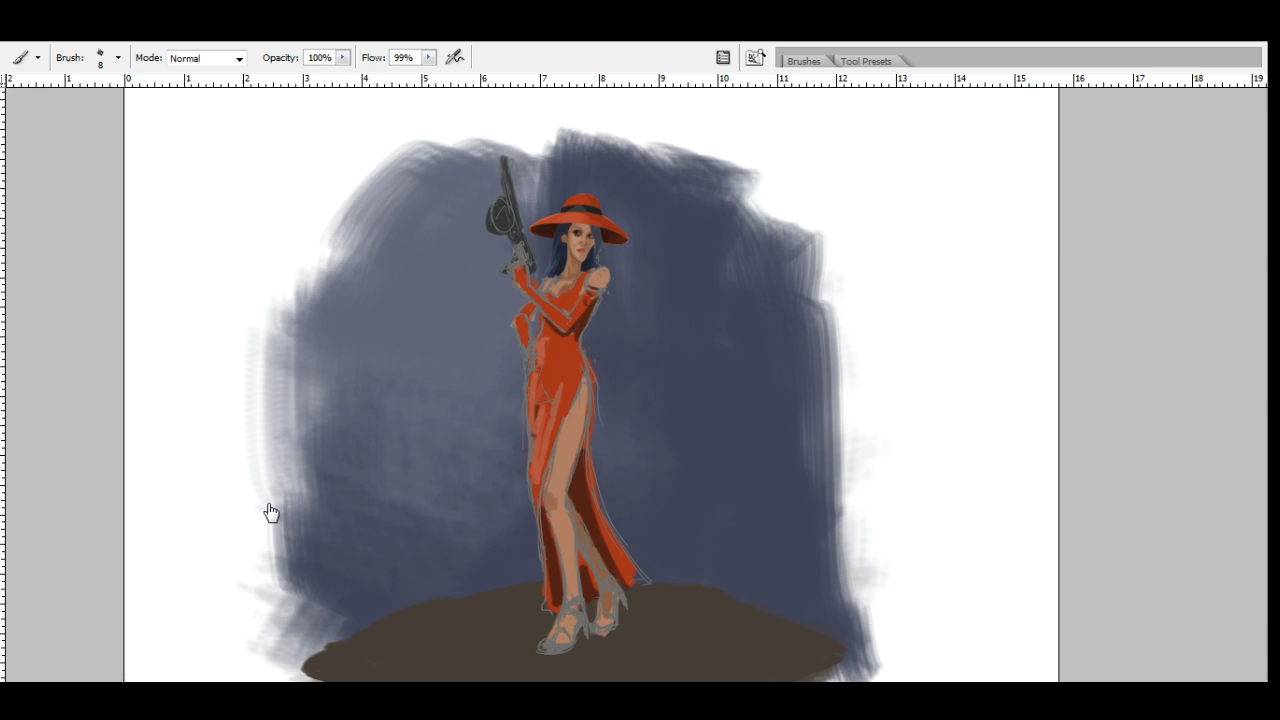 Brush: 8 Mode: Normal Opacity: 100% Flow: 99% Brushes Tool Presets
2 1 0 1 2 3 4 5 6 7 8 9 10 11 12 13 14 15 16 17 18 19